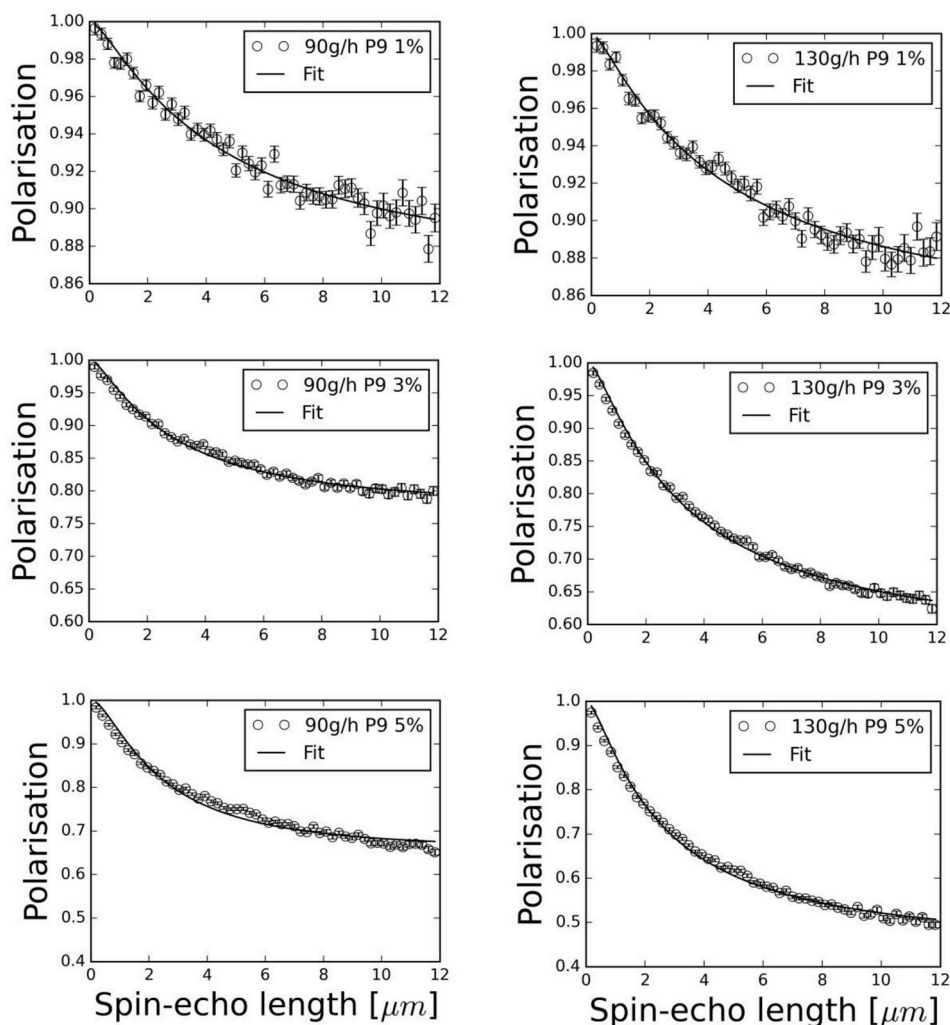 Polarisation
1.00
0.98
0.96
0.94
0.92
0.90
0.88
0.86
0 2 4 6 8 10 12
90g/h P9 1%
Fit
Polarisation
1.00
0.98
0.96
0.94
0.92
0.90
0.88
0.86
0 2 4 6 8 10 12
130g/h P9 1%
Fit
Polarisation
1.00
0.95
0.90
0.85
0.80
0.75
0.70
0.65
0.60
0 2 4 6 8 10 12
90g/h P9 3%
Fit
Polarisation
1.00
0.95
0.90
0.85
0.80
0.75
0.70
0.65
0.60
0 2 4 6 8 10 12
130g/h P9 3%
Fit
Polarisation
1.0
0.9
0.8
0.7
0.6
0.5
0.4
0 2 4 6 8 10 12
90g/h P9 5%
Fit
Spin-echo length [μm]
Polarisation
1.0
0.9
0.8
0.7
0.6
0.5
0.4
0 2 4 6 8 10 12
130g/h P9 5%
Fit
Spin-echo length [μm]